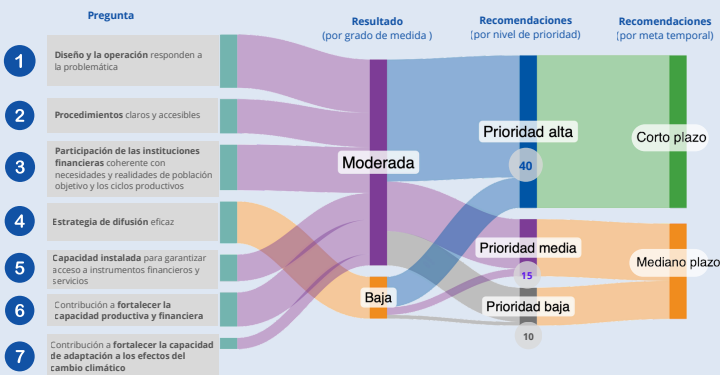 Pregunta
Resultado
(por grado de medida )
Recomendaciones
(por nivel de prioridad)
Recomendaciones
(por meta temporal)
1
Diseño y la operación responden a
la problemática
2
Procedimientos claros y accesibles
3
Participación de las instituciones
financieras coherente con
necesidades y realidades de población
objetivo y los ciclos productivos
4
Estrategia de difusión eficaz
5
Capacidad instalada para garantizar
acceso a instrumentos financieros y
servicios
6
Contribución a fortalecer la
capacidad productiva y financiera
7
Contribución a fortalecer la capacidad
de adaptación a los efectos del
cambio climático
Moderada
Baja
Prioridad alta
40
Prioridad media
15
Prioridad baja
10
Corto plazo
Mediano plazo